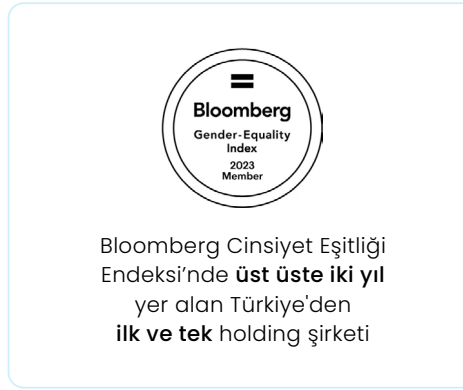 Bloomberg
Gender-Equality
Index
2023
Member
Bloomberg Cinsiyet Eşitliği
Endeksi’nde üst üste iki yıl
yer alan Türkiye'den
ilk ve tek holding şirketi